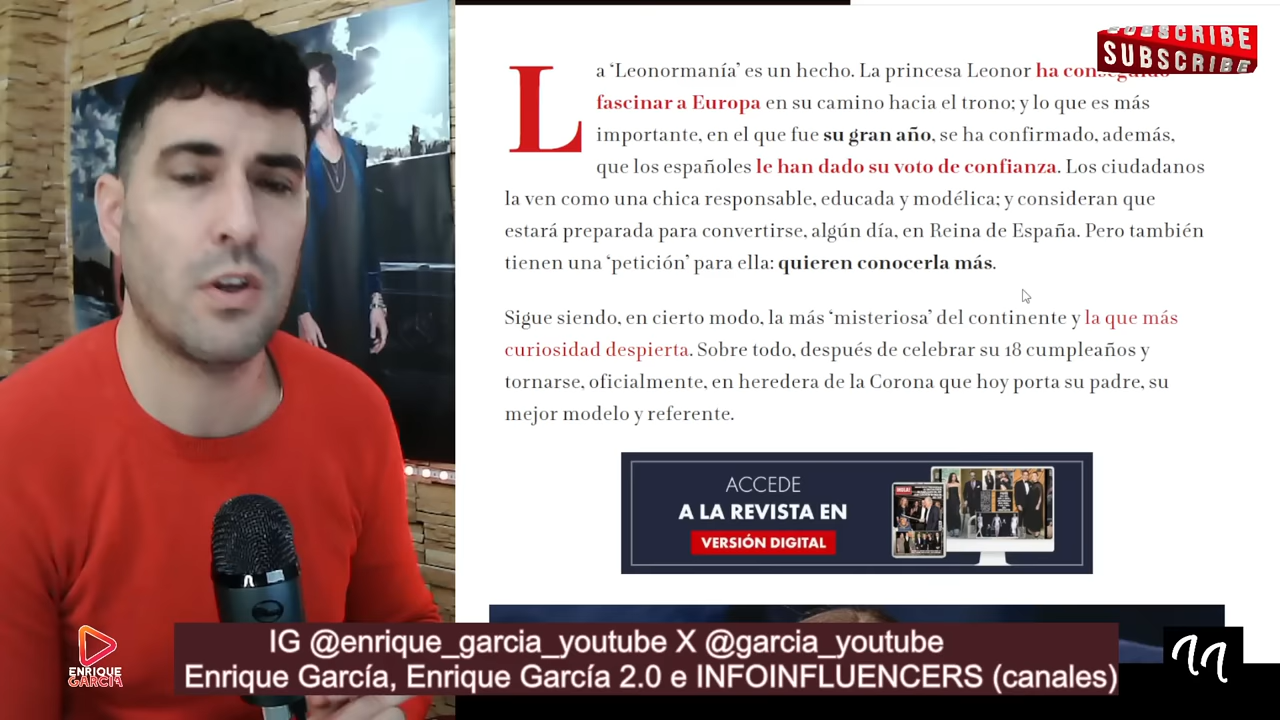 SUBSCRIBE
SUBSCRIBE
La ‘Leonormanía’ es un hecho. La princesa Leonor ha conseguido
fascinar a Europa en su camino hacia el trono; y lo que es más
importante, en el que fue su gran año, se ha confirmado, además,
que los españoles le han dado su voto de confianza. Los ciudadanos
la ven como una chica responsable, educada y modélica; y consideran que
estará preparada para convertirse, algún día, en Reina de España. Pero también
tienen una ‘petición’ para ella: quieren conocerla más.
Sigue siendo, en cierto modo, la más ‘misteriosa’ del continente y la que más
curiosidad despierta. Sobre todo, después de celebrar su 18 cumpleaños y
tornarse, oficialmente, en heredera de la Corona que hoy porta su padre, su
mejor modelo y referente.
ACCEDE
A LA REVISTA EN
VERSIÓN DIGITAL
ENRIQUE
GARCÍA
IG @enrique_garcia_youtube X @garcia_youtube
Enrique García, Enrique García 2.0 e INFOINFLUENCERS (canales)